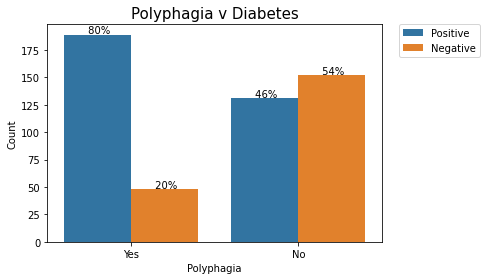 Polyphagia v Diabetes
Positive
Negative
Count
175
150
125
100
75
50
25
0
80%
20%
46%
54%
Yes
No
Polyphagia